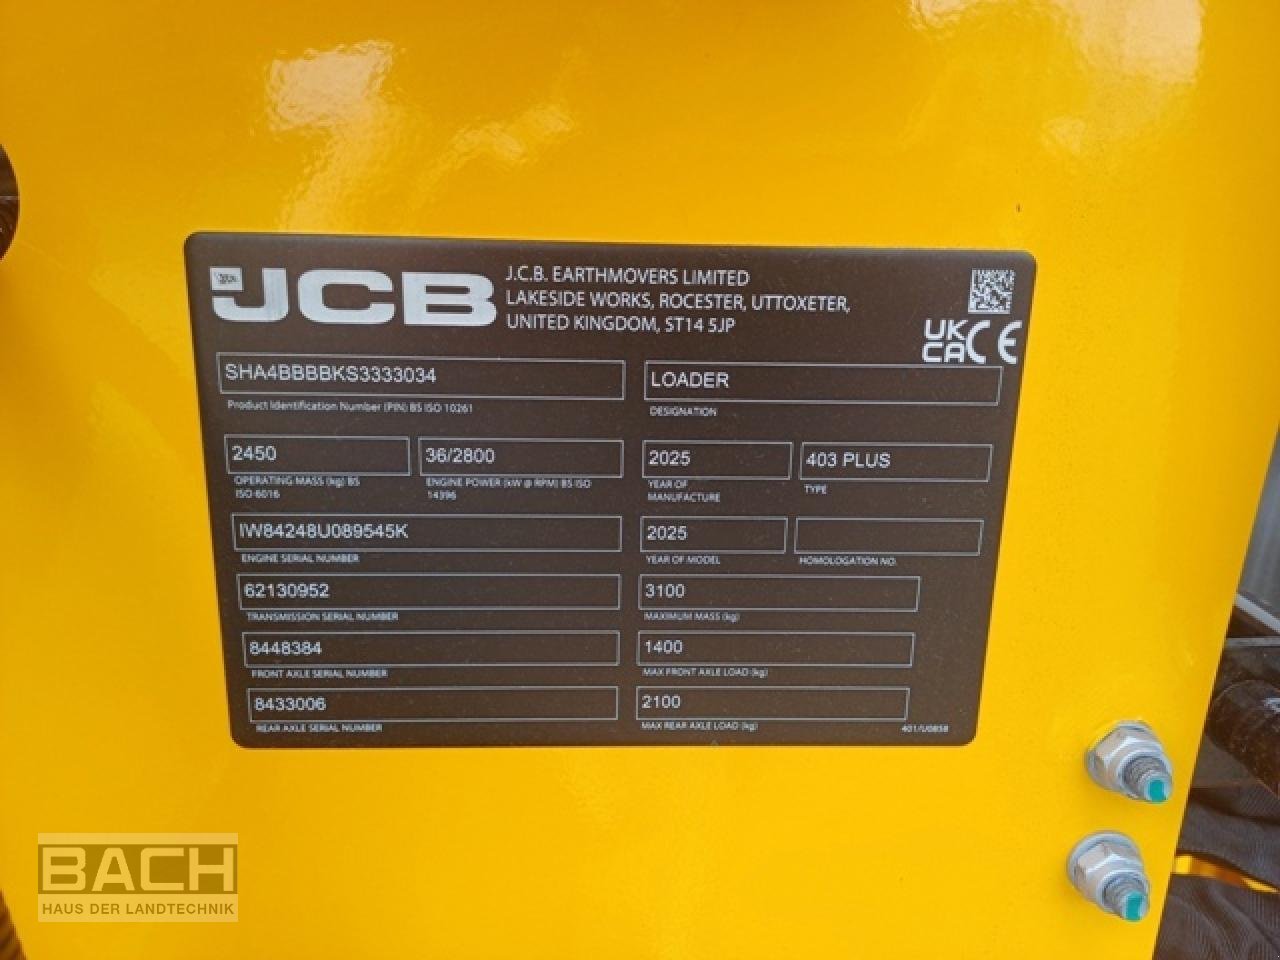 JCB
J.C.B. EARTHMOVERS LIMITED
LAKESIDE WORKS, ROCESTER, UTTOXETER,
UNITED KINGDOM, ST14 5JP
UK
CA CE
SHA4BBBBKS3333034
Product Identification Number (PIN) BS ISO 10261
LOADER
DESIGNATION
2450
OPERATING MASS (kg) BS
ISO 6016
36/2800
ENGINE POWER (kW @ RPM) BS ISO
14396
2025
YEAR OF
MANUFACTURE
403 PLUS
TYPE
IW84248U089545K
ENGINE SERIAL NUMBER
2025
YEAR OF MODEL
HOMOLOGATION NO.
62130952
TRANSMISSION SERIAL NUMBER
3100
MAXIMUM MASS (kg)
8448384
FRONT AXLE SERIAL NUMBER
1400
MAX FRONT AXLE LOAD (kg)
8433006
REAR AXLE SERIAL NUMBER
2100
MAX REAR AXLE LOAD (kg)
401/U0858
BACH
HAUS DER LANDTECHNIK